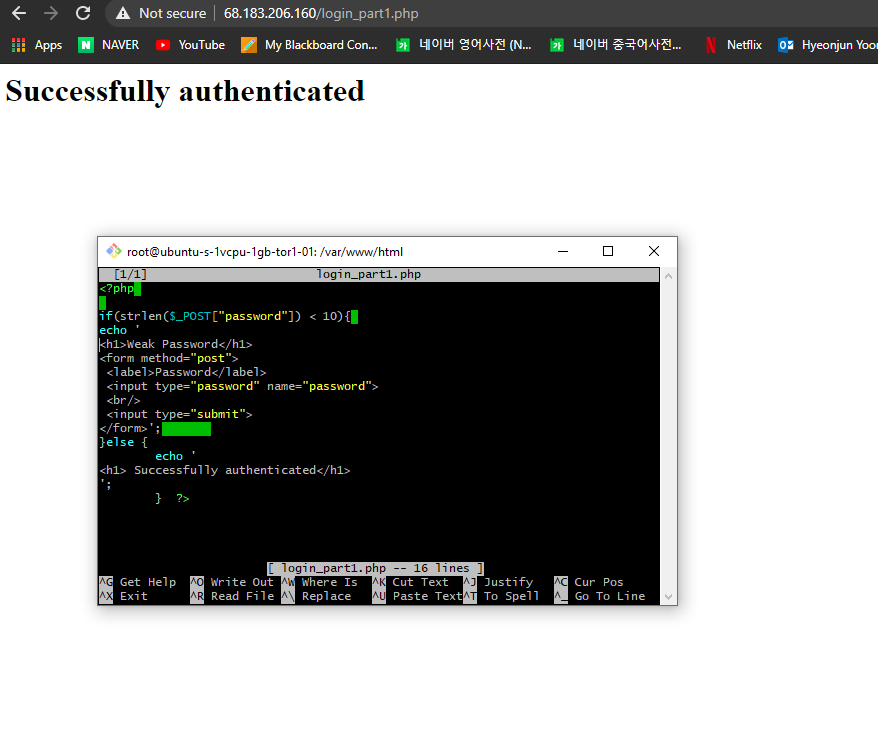 Not secure | 68.183.206.160/login_part1.php
Apps NAVER YouTube My Blackboard Con... 네이버 영어사전 (N... 네이버 중국어사전... Netflix Hyeonjun Yoon
Successfully authenticated
root@ubuntu-s-1vcpu-1gb-tor1-01: /var/www/html
[1/1] login_part1.php
<?php
if(strlen($_POST["password"]) < 10){
echo '
<h1>Weak Password</h1>
<form method="post">
<label>Password</label>
<input type="password" name="password">
<br/>
<input type="submit">
</form>';
}else {
echo '
<h1> Successfully authenticated</h1>
';
} ?>
[ login_part1.php -- 16 lines ]
^G Get Help ^O Write Out ^W Where Is ^K Cut Text ^J Justify ^C Cur Pos
^X Exit ^R Read File ^\ Replace ^U Paste Text ^T To Spell ^_ Go To Line